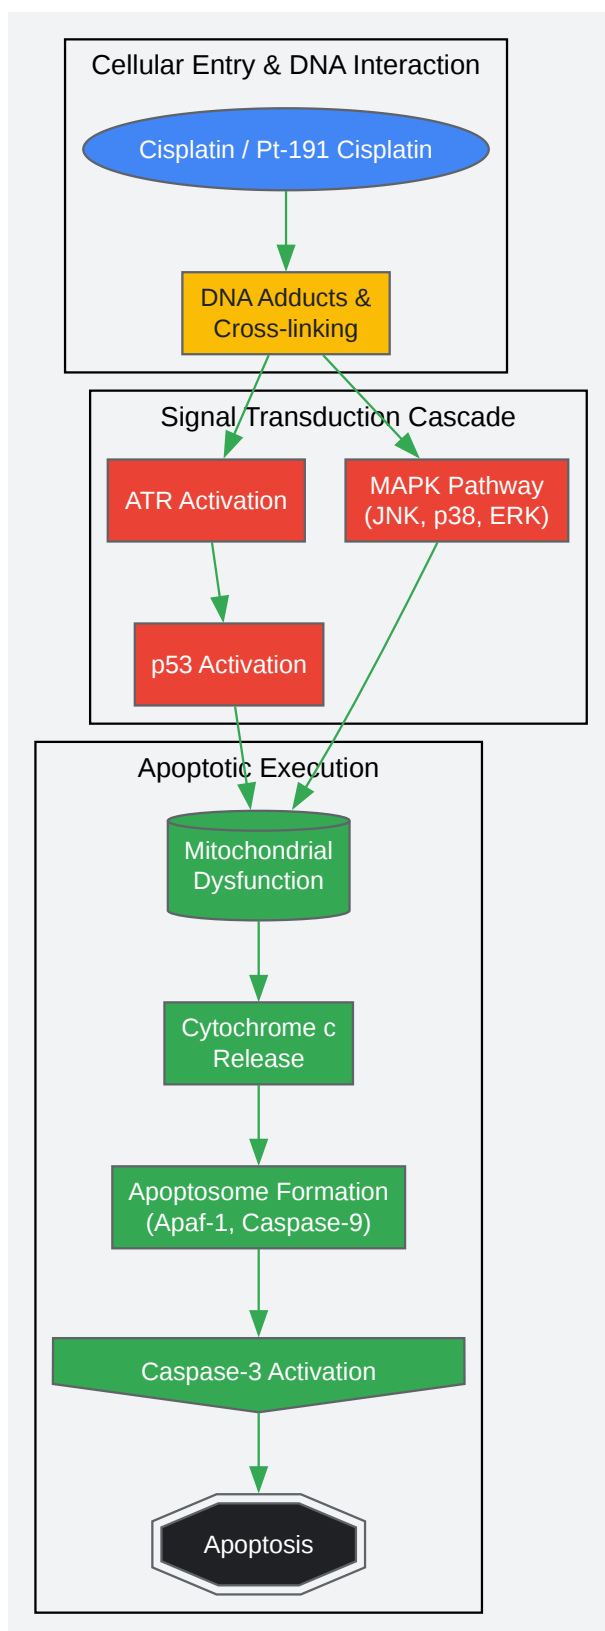 Cellular Entry & DNA Interaction
Cisplatin / Pt-191 Cisplatin
DNA Adducts &
Cross-linking
Signal Transduction Cascade
ATR Activation
MAPK Pathway
(JNK, p38, ERK)
p53 Activation
Apoptotic Execution
Mitochondrial
Dysfunction
Cytochrome c
Release
Apoptosome Formation
(Apaf-1, Caspase-9)
Caspase-3 Activation
Apoptosis